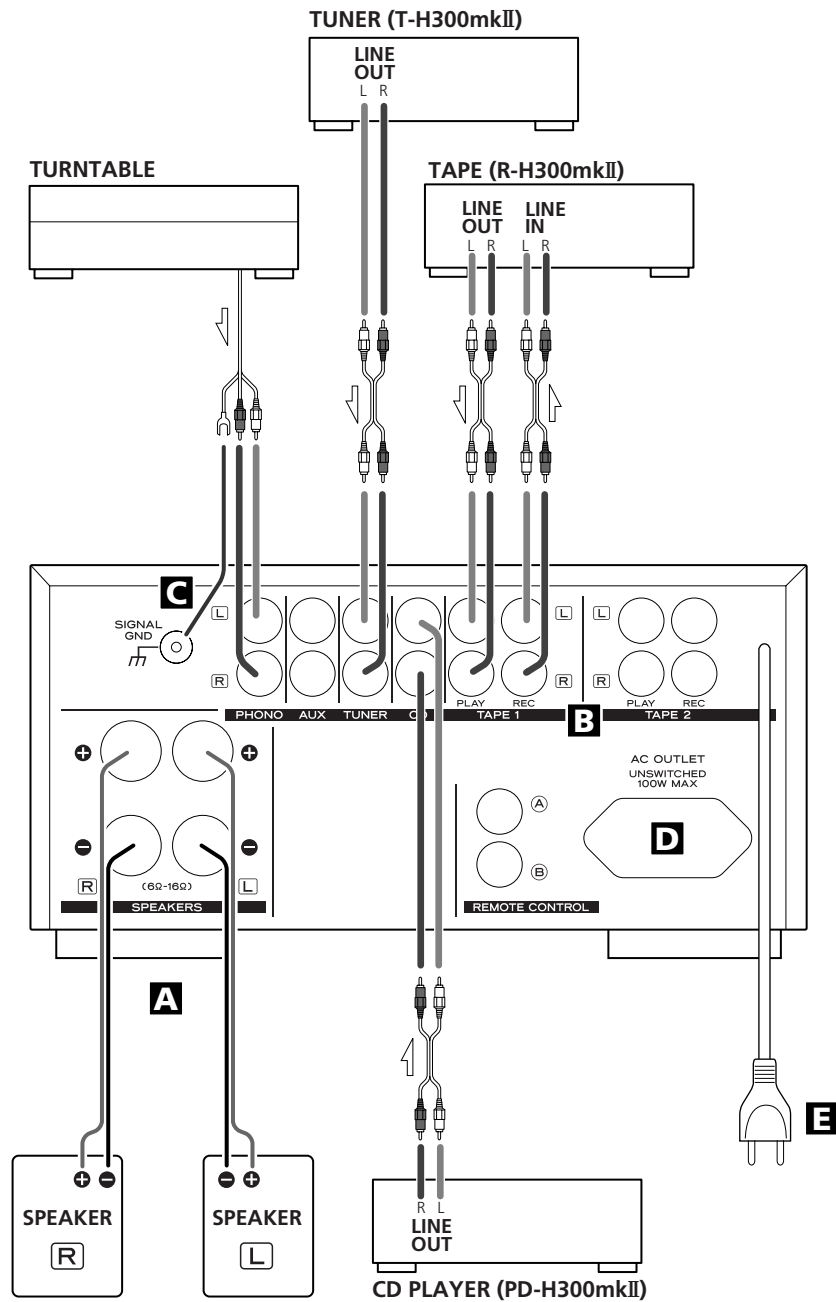 TUNER (T-H300mkⅡ)
LINE
OUT
L R
TURNTABLE
TAPE (R-H300mkⅡ)
LINE
OUT
L R
LINE
IN
L R
C
SIGNAL
GND
L
R
L
R
L
R
PHONO AUX TUNER CD
PLAY REC
TAPE 1
B
PLAY REC
TAPE 2
+ +
- -
R (6Ω-16Ω) L
SPEAKERS
A
B
REMOTE CONTROL
AC OUTLET
UNSWITCHED
100W MAX
D
A
E
+ -
SPEAKER
R
- +
SPEAKER
L
R L
LINE
OUT
CD PLAYER (PD-H300mkⅡ)